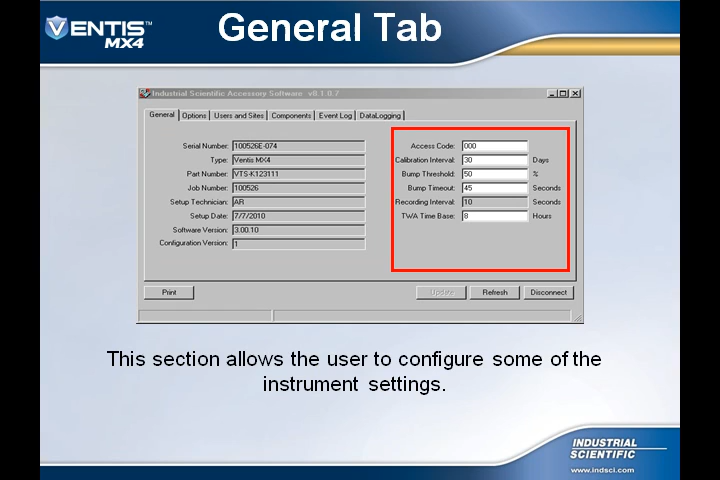 VENTIS
MX4
General Tab
Industrial Scientific Accessory Software v8.1.0.7
General Options Users and Sites Components Event Log DataLogging
Serial Number: 100526E-074
Type: Ventis MX4
Part Number: VTS-K123111
Job Number: 100526
Setup Technician: AR
Setup Date: 7/7/2010
Software Version: 3.00.10
Configuration Version: 1
Access Code: 000
Calibration Interval: 30 Days
Bump Threshold: 50 %
Bump Timeout: 45 Seconds
Recording Interval: 10 Seconds
TWA Time Base: 8 Hours
Print Update Refresh Disconnect
This section allows the user to configure some of the
instrument settings.
INDUSTRIAL
SCIENTIFIC
www.indsci.com